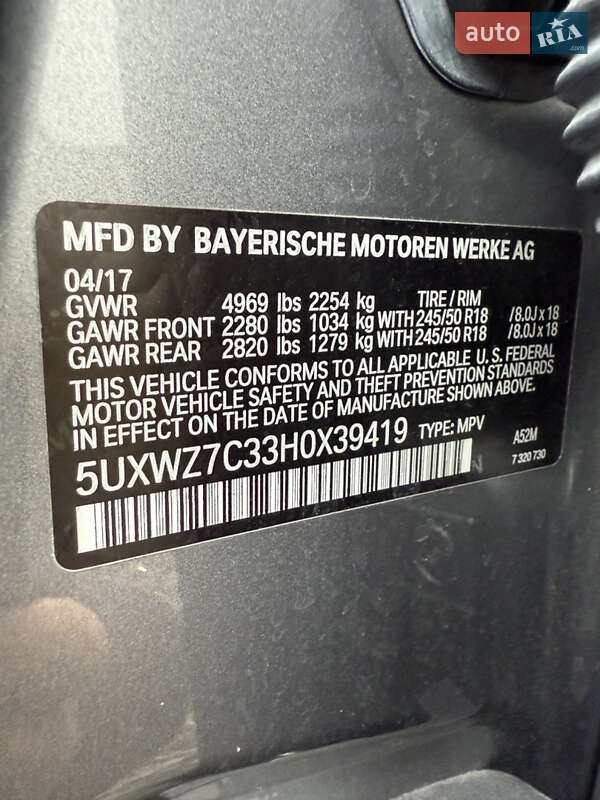 auto RIA.com
MFD BY BAYERISCHE MOTOREN WERKE AG
04/17
GVWR 4969 lbs 2254 kg TIRE / RIM
GAWR FRONT 2280 lbs 1034 kg WITH 245/50 R18 /8.0J x 18
GAWR REAR 2820 lbs 1279 kg WITH 245/50 R18 /8.0J x 18
THIS VEHICLE CONFORMS TO ALL APPLICABLE U. S. FEDERAL
MOTOR VEHICLE SAFETY AND THEFT PREVENTION STANDARDS
IN EFFECT ON THE DATE OF MANUFACTURE SHOWN ABOVE.
5UXWZ7C33H0X39419 TYPE: MPV A52M
7 320 730